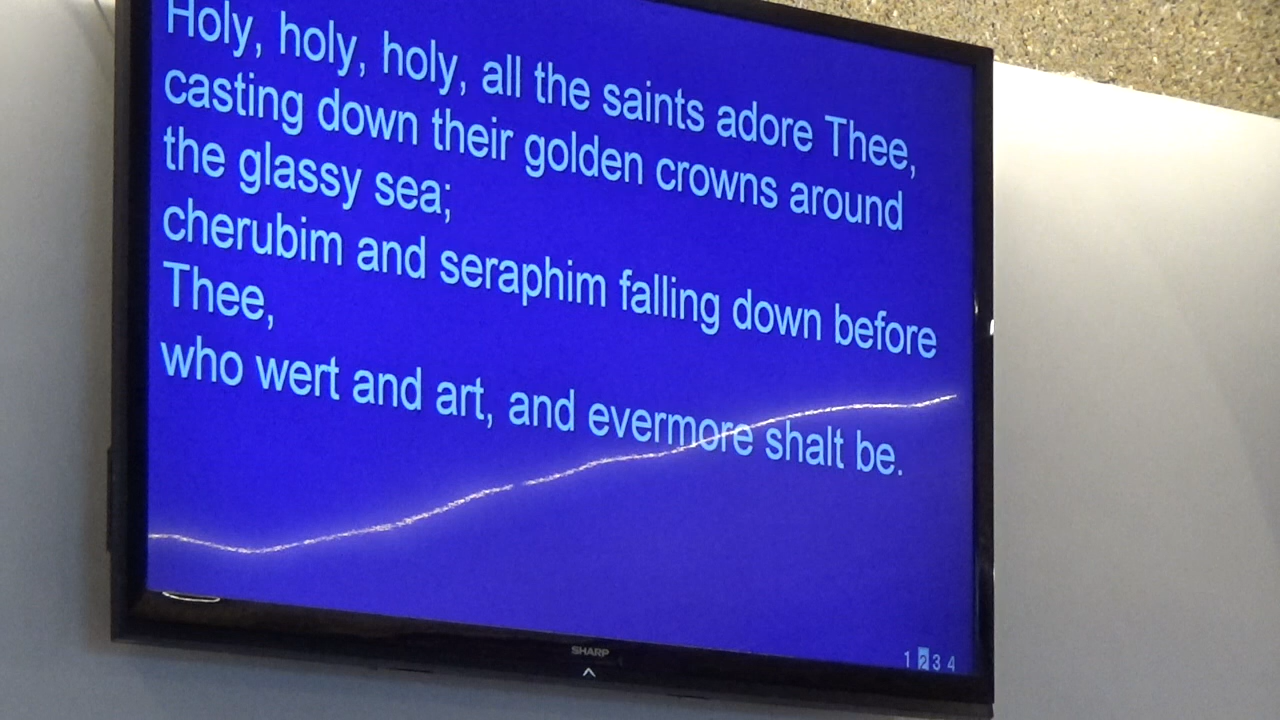 Holy, holy, holy, all the saints adore Thee,
casting down their golden crowns around
the glassy sea;
cherubim and seraphim falling down before
Thee,
who wert and art, and evermore shalt be.
1 2 3 4
SHARP